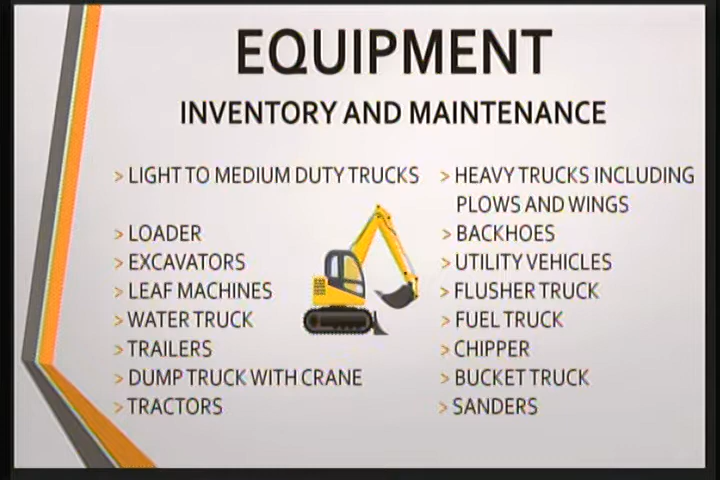 EQUIPMENT
INVENTORY AND MAINTENANCE
> LIGHT TO MEDIUM DUTY TRUCKS
> LOADER
> EXCAVATORS
> LEAF MACHINES
> WATER TRUCK
> TRAILERS
> DUMP TRUCK WITH CRANE
> TRACTORS
> HEAVY TRUCKS INCLUDING
PLOWS AND WINGS
> BACKHOES
> UTILITY VEHICLES
> FLUSHER TRUCK
> FUEL TRUCK
> CHIPPER
> BUCKET TRUCK
> SANDERS